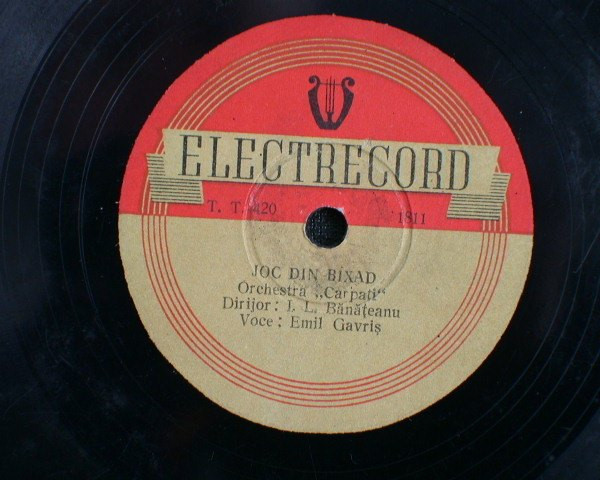 ELECTRECORD
T. T. 420 1811
JOC DIN BIXAD
Orchestra „Carpați“
Dirijor: I. L. Bănățeanu
Voce: Emil Gavriș